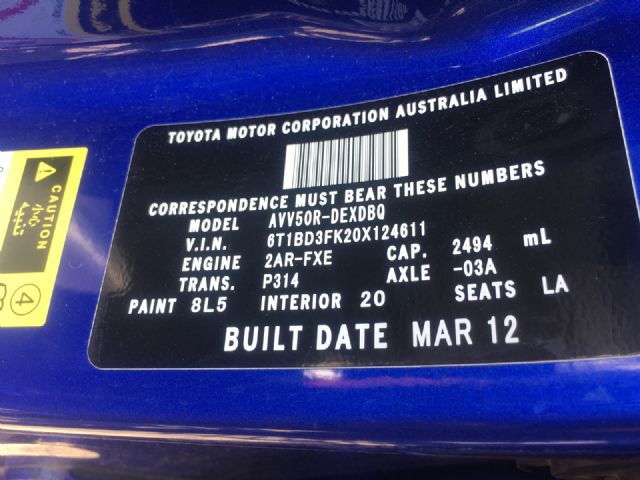 TOYOTA MOTOR CORPORATION AUSTRALIA LIMITED
CORRESPONDENCE MUST BEAR THESE NUMBERS
MODEL AVV50R-DEXDBQ
V.I.N. 6T1BD3FK20X124611
ENGINE 2AR-FXE CAP. 2494 mL
TRANS. P314 AXLE -03A
PAINT 8L5 INTERIOR 20 SEATS LA
BUILT DATE MAR 12
CAUTION
4